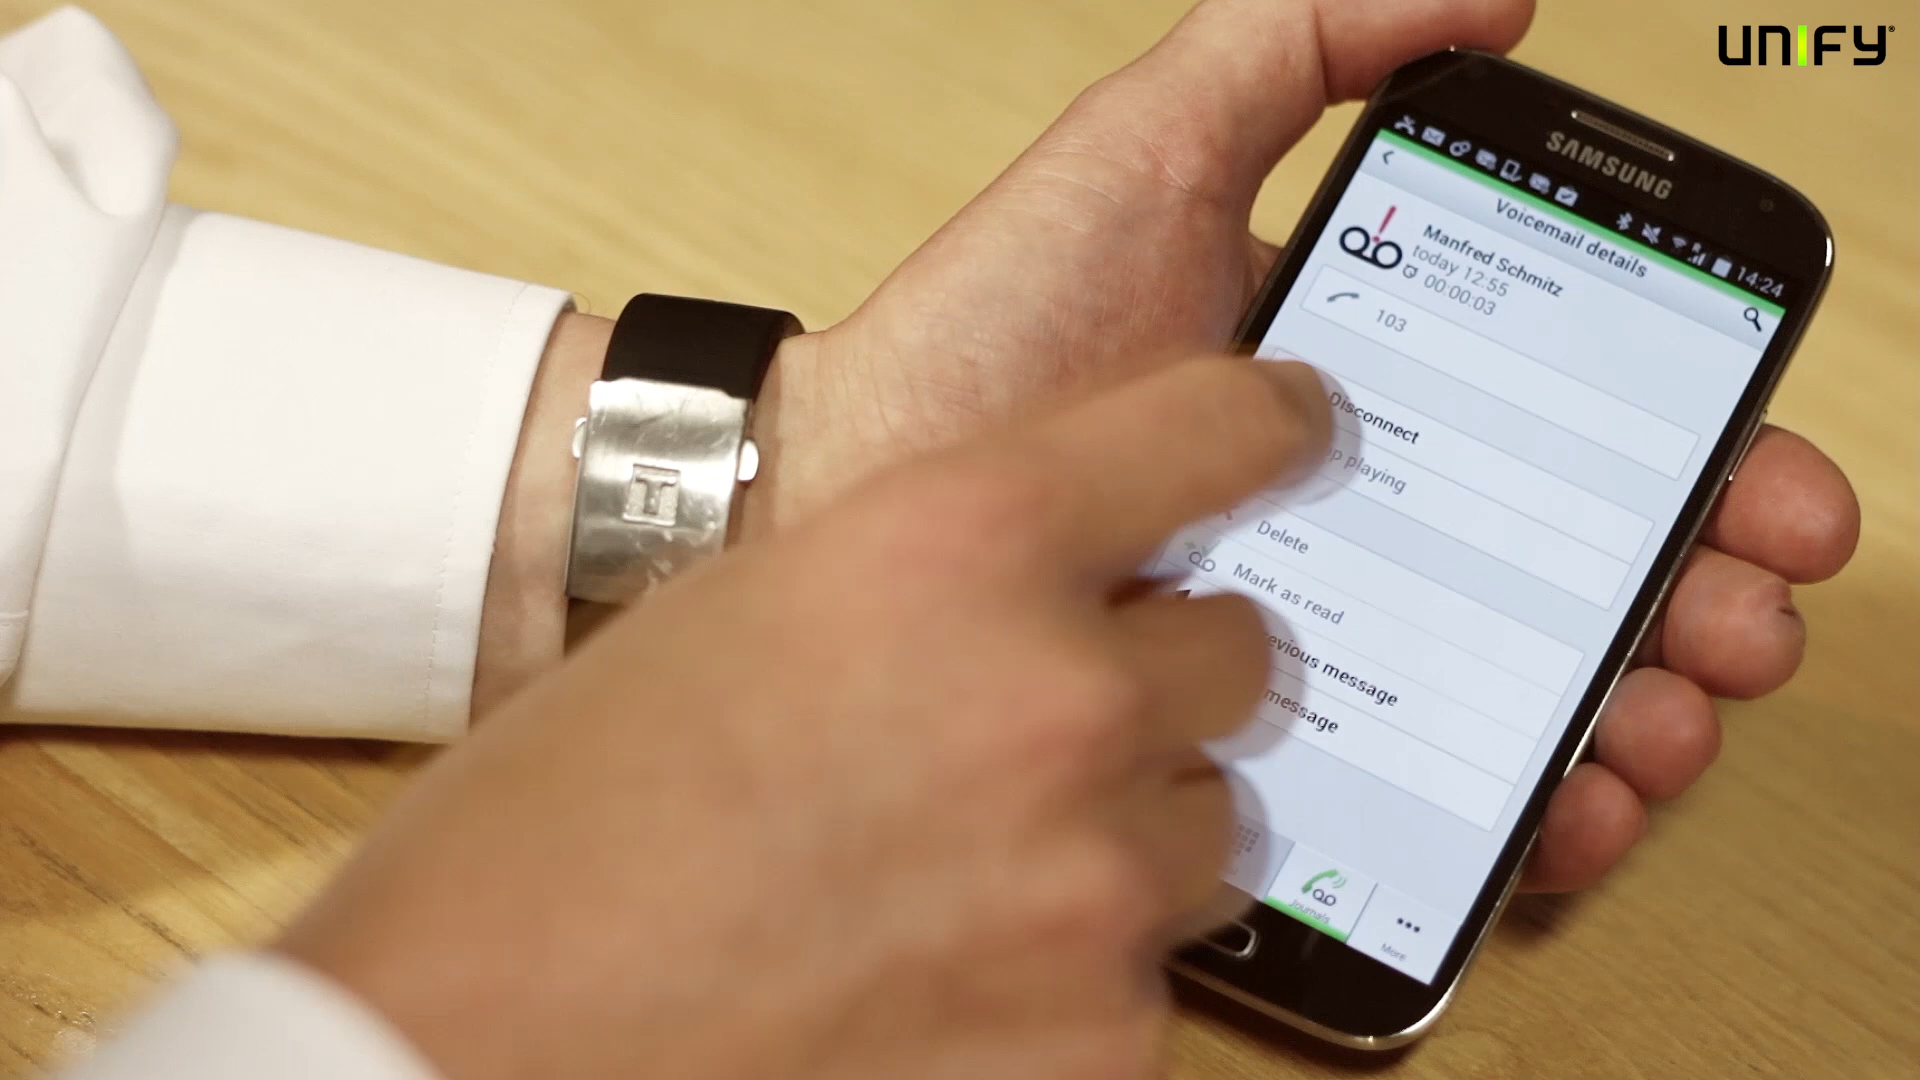 UNIFY
SAMSUNG
14:24
Voicemail details
Manfred Schmitz
today 12:55
00:00:03
103
Disconnect
playing
Delete
Mark as read
message
message
Journals
More
T